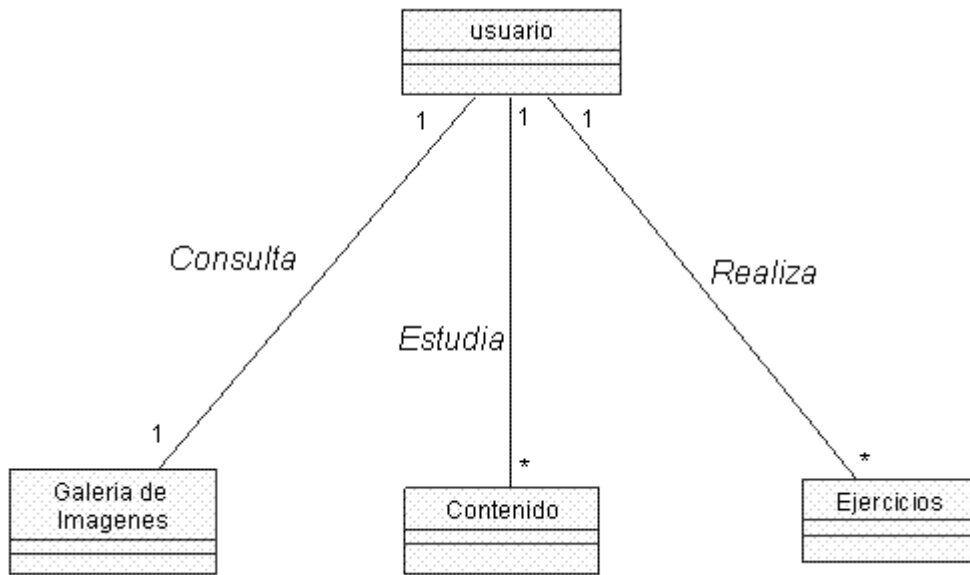 usuario
1
1
1
Consulta
Realiza
Estudia
1
*
*
Galeria de
Imagenes
Contenido
Ejercicios